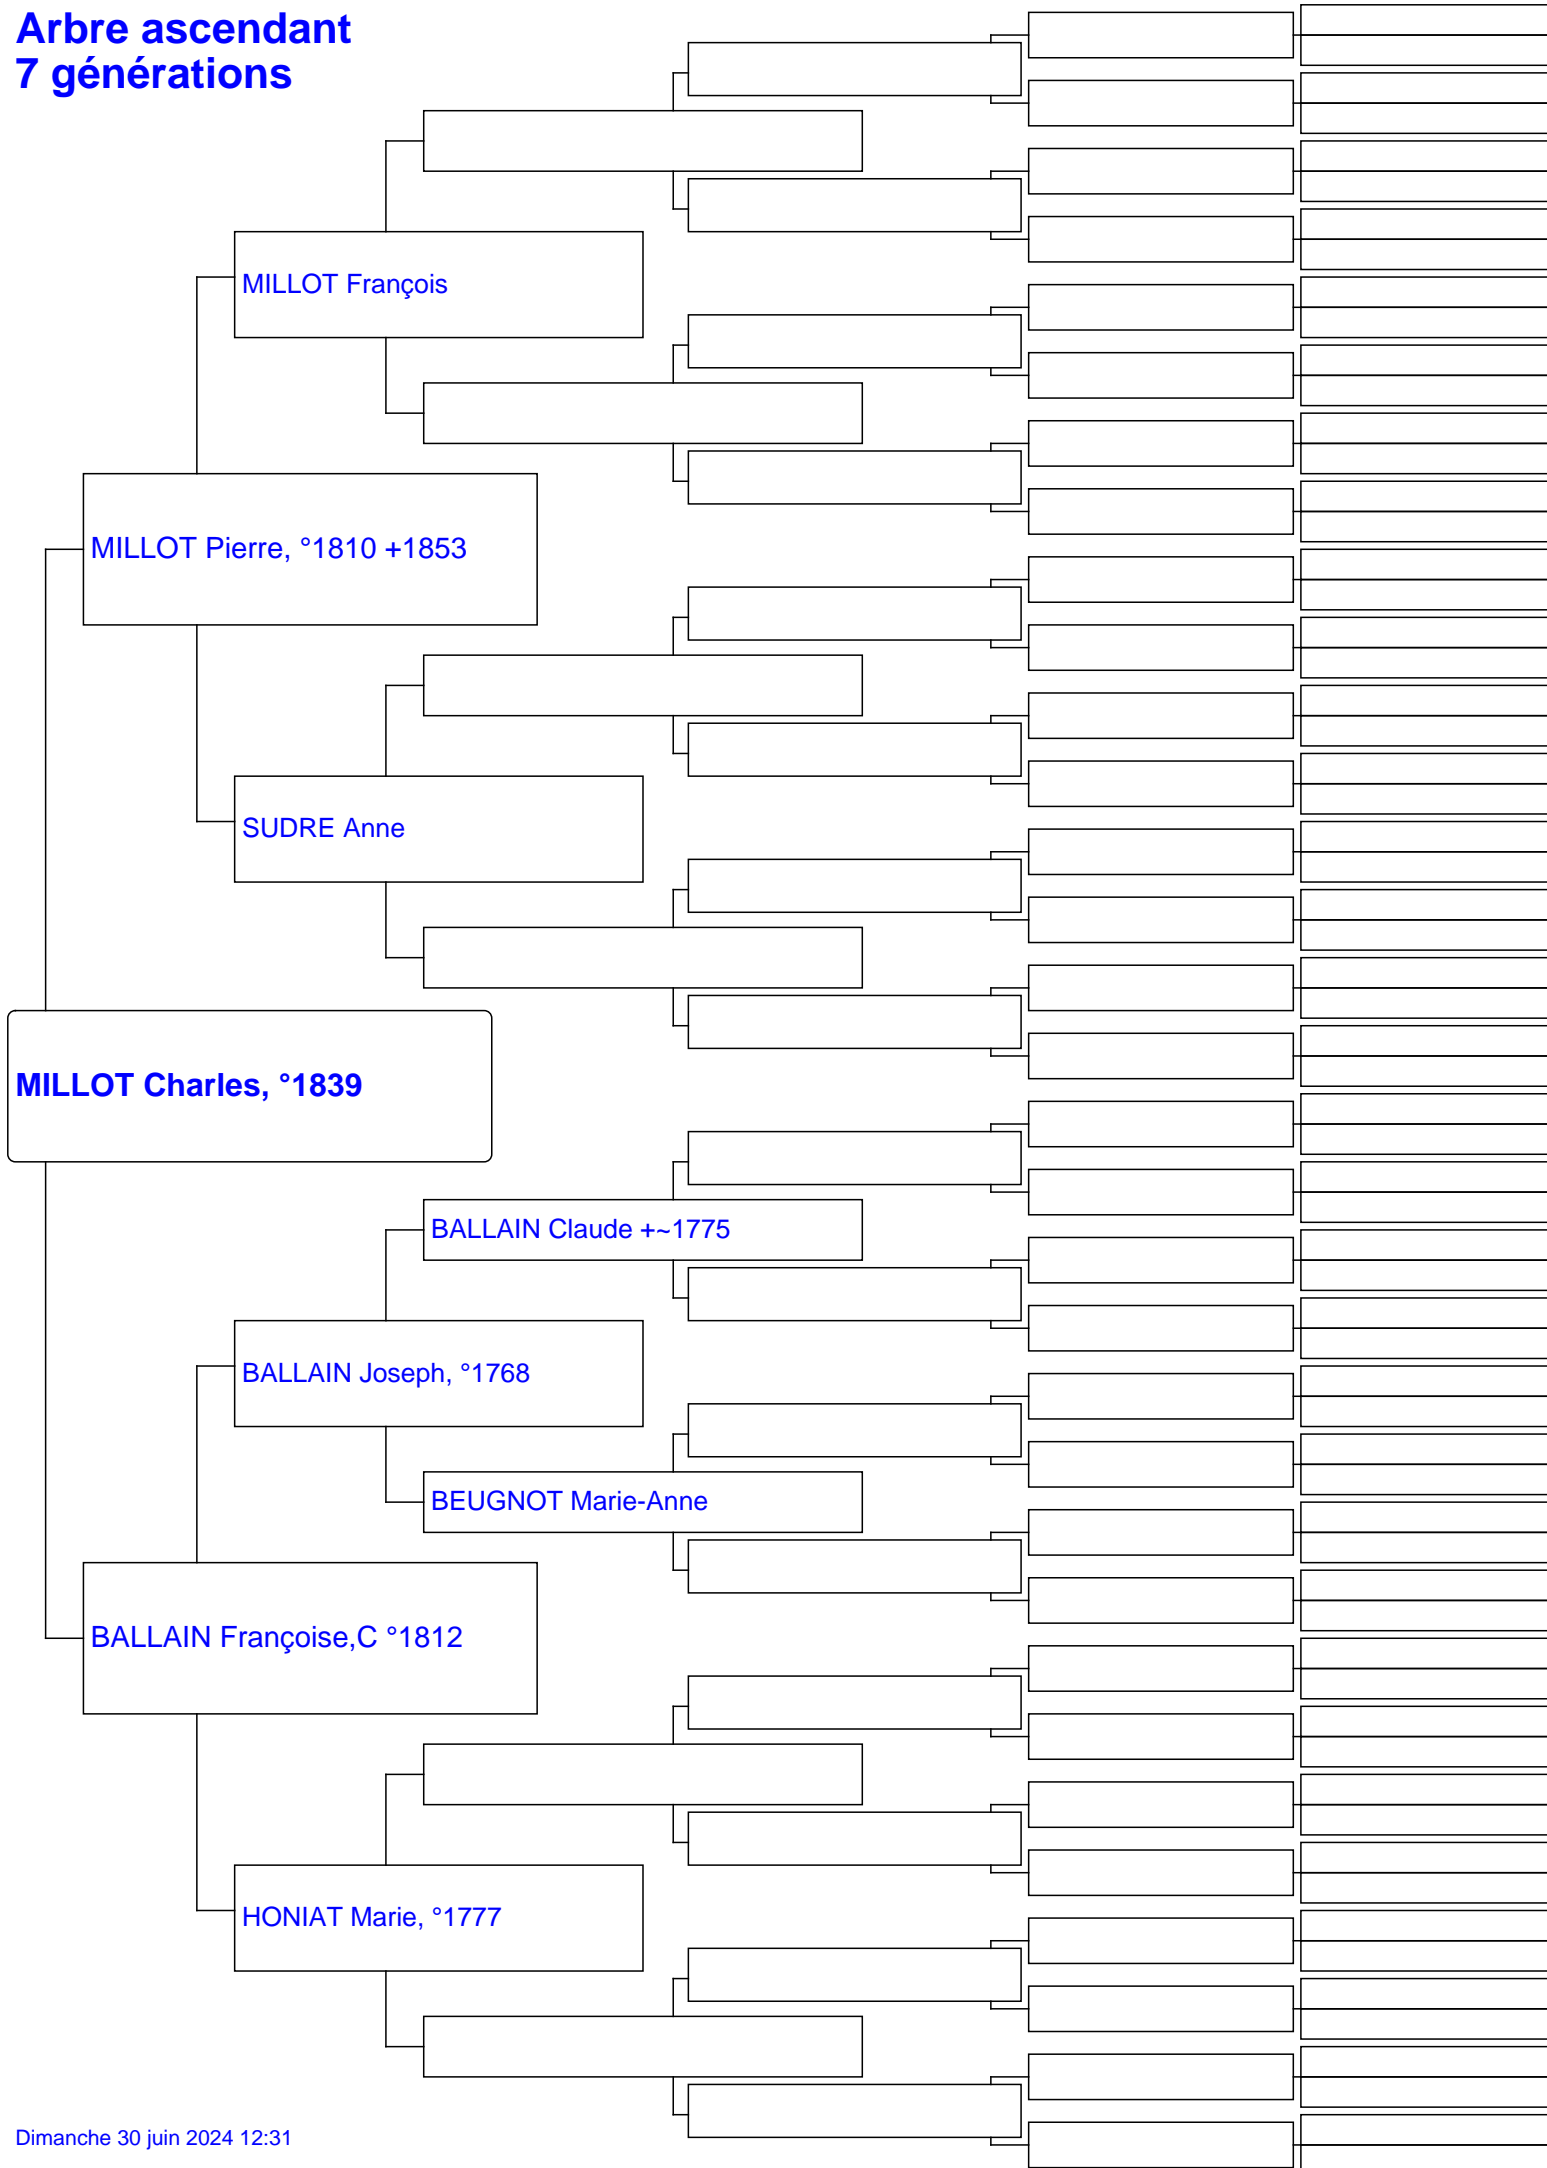 Arbre ascendant
7 générations
MILLOT François
MILLOT Pierre, °1810 +1853
SUDRE Anne
MILLOT Charles, °1839
BALLAIN Claude +~1775
BALLAIN Joseph, °1768
BEUGNOT Marie-Anne
BALLAIN Françoise,C °1812
HONIAT Marie, °1777
Dimanche 30 juin 2024 12:31